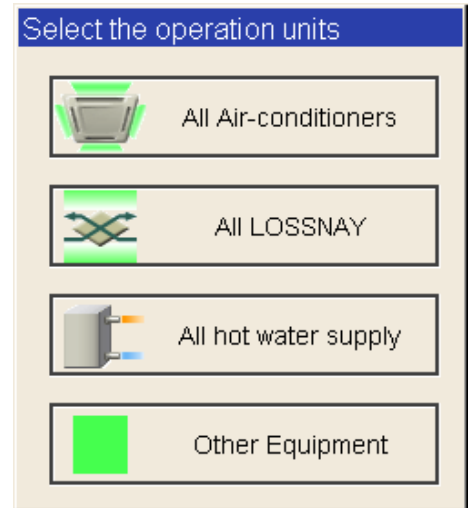 Select the operation units
All Air-conditioners
All LOSSNAY
All hot water supply
Other Equipment